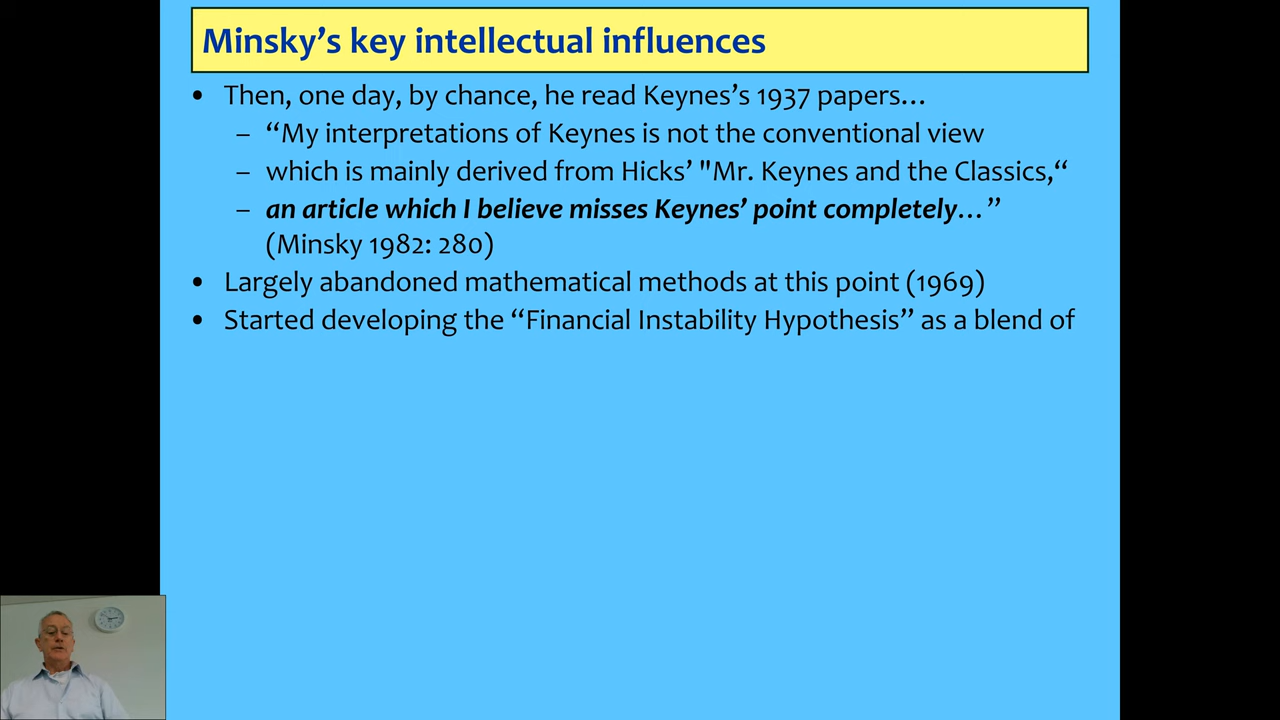 Minsky’s key intellectual influences
• Then, one day, by chance, he read Keynes’s 1937 papers…
– “My interpretations of Keynes is not the conventional view
– which is mainly derived from Hicks’ "Mr. Keynes and the Classics,“
– an article which I believe misses Keynes’ point completely…”
(Minsky 1982: 280)
• Largely abandoned mathematical methods at this point (1969)
• Started developing the “Financial Instability Hypothesis” as a blend of